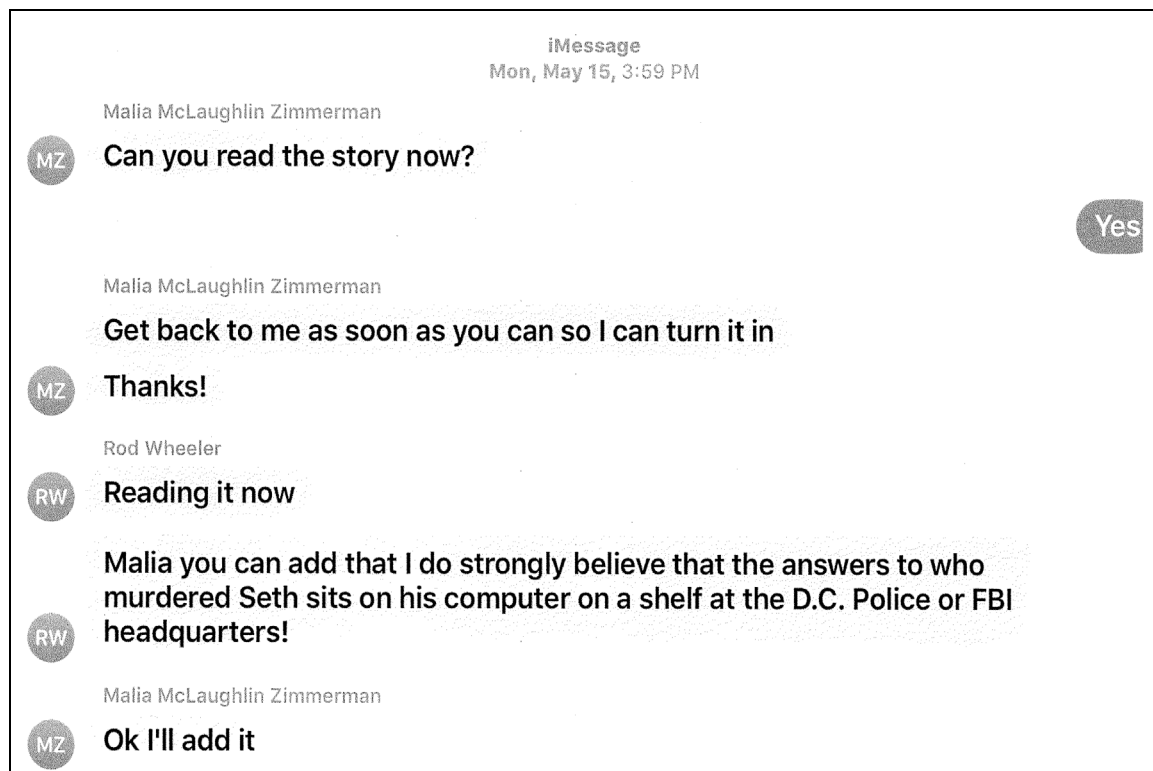 iMessage
Mon, May 15, 3:59 PM
Malia McLaughlin Zimmerman
MZ
Can you read the story now?
Yes
Malia McLaughlin Zimmerman
Get back to me as soon as you can so I can turn it in
MZ
Thanks!
Rod Wheeler
RW
Reading it now
Malia you can add that I do strongly believe that the answers to who
murdered Seth sits on his computer on a shelf at the D.C. Police or FBI
RW
headquarters!
Malia McLaughlin Zimmerman
MZ
Ok I'll add it